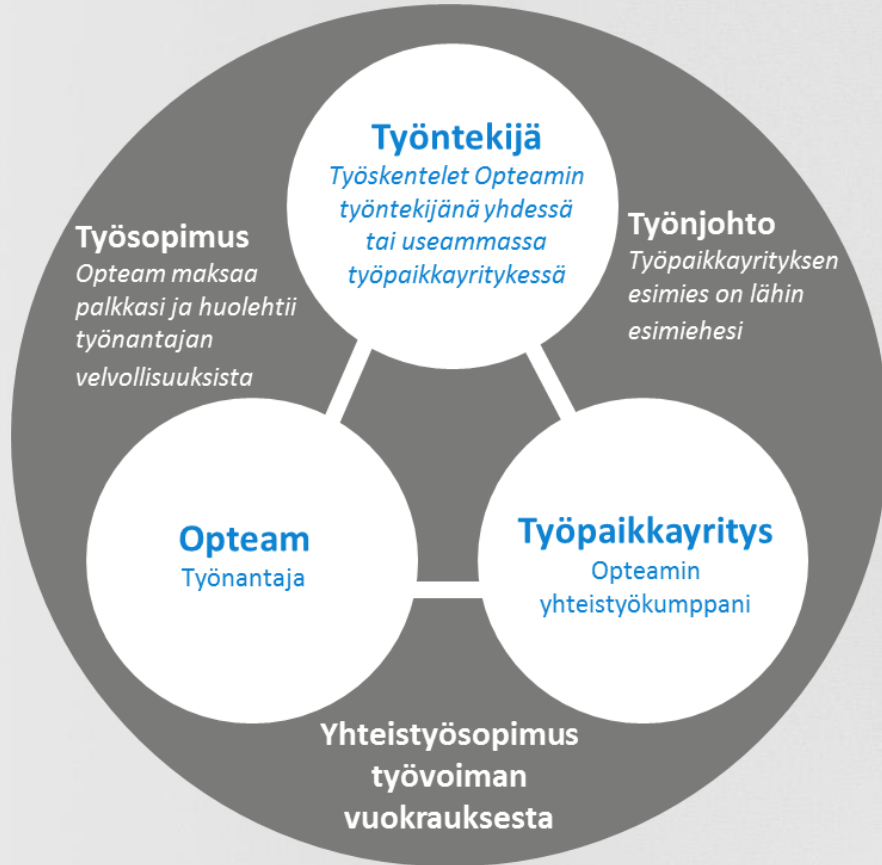 Työntekijä
Työskentelet Opteamin
työntekijänä yhdessä
tai useammassa
työpaikkayritykessä
Työsopimus
Opteam maksaa
palkkasi ja huolehtii
työnantajan
velvollisuuksista
Työnjohto
Työpaikkayrityksen
esimies on lähin
esimiehesi
Opteam
Työnantaja
Työpaikkayritys
Opteamin
yhteistyökumppani
Yhteistyösopimus
työvoiman
vuokrauksesta